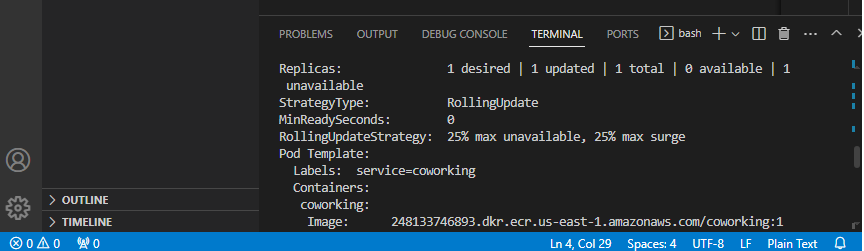 PROBLEMS OUTPUT DEBUG CONSOLE TERMINAL PORTS bash
Replicas: 1 desired | 1 updated | 1 total | 0 available | 1
unavailable
StrategyType: RollingUpdate
MinReadySeconds: 0
RollingUpdateStrategy: 25% max unavailable, 25% max surge
Pod Template:
Labels: service=coworking
Containers:
coworking:
Image: 248133746893.dkr.ecr.us-east-1.amazonaws.com/coworking:1
OUTLINE
TIMELINE
0 0 0 Ln 4, Col 29 Spaces: 4 UTF-8 LF Plain Text